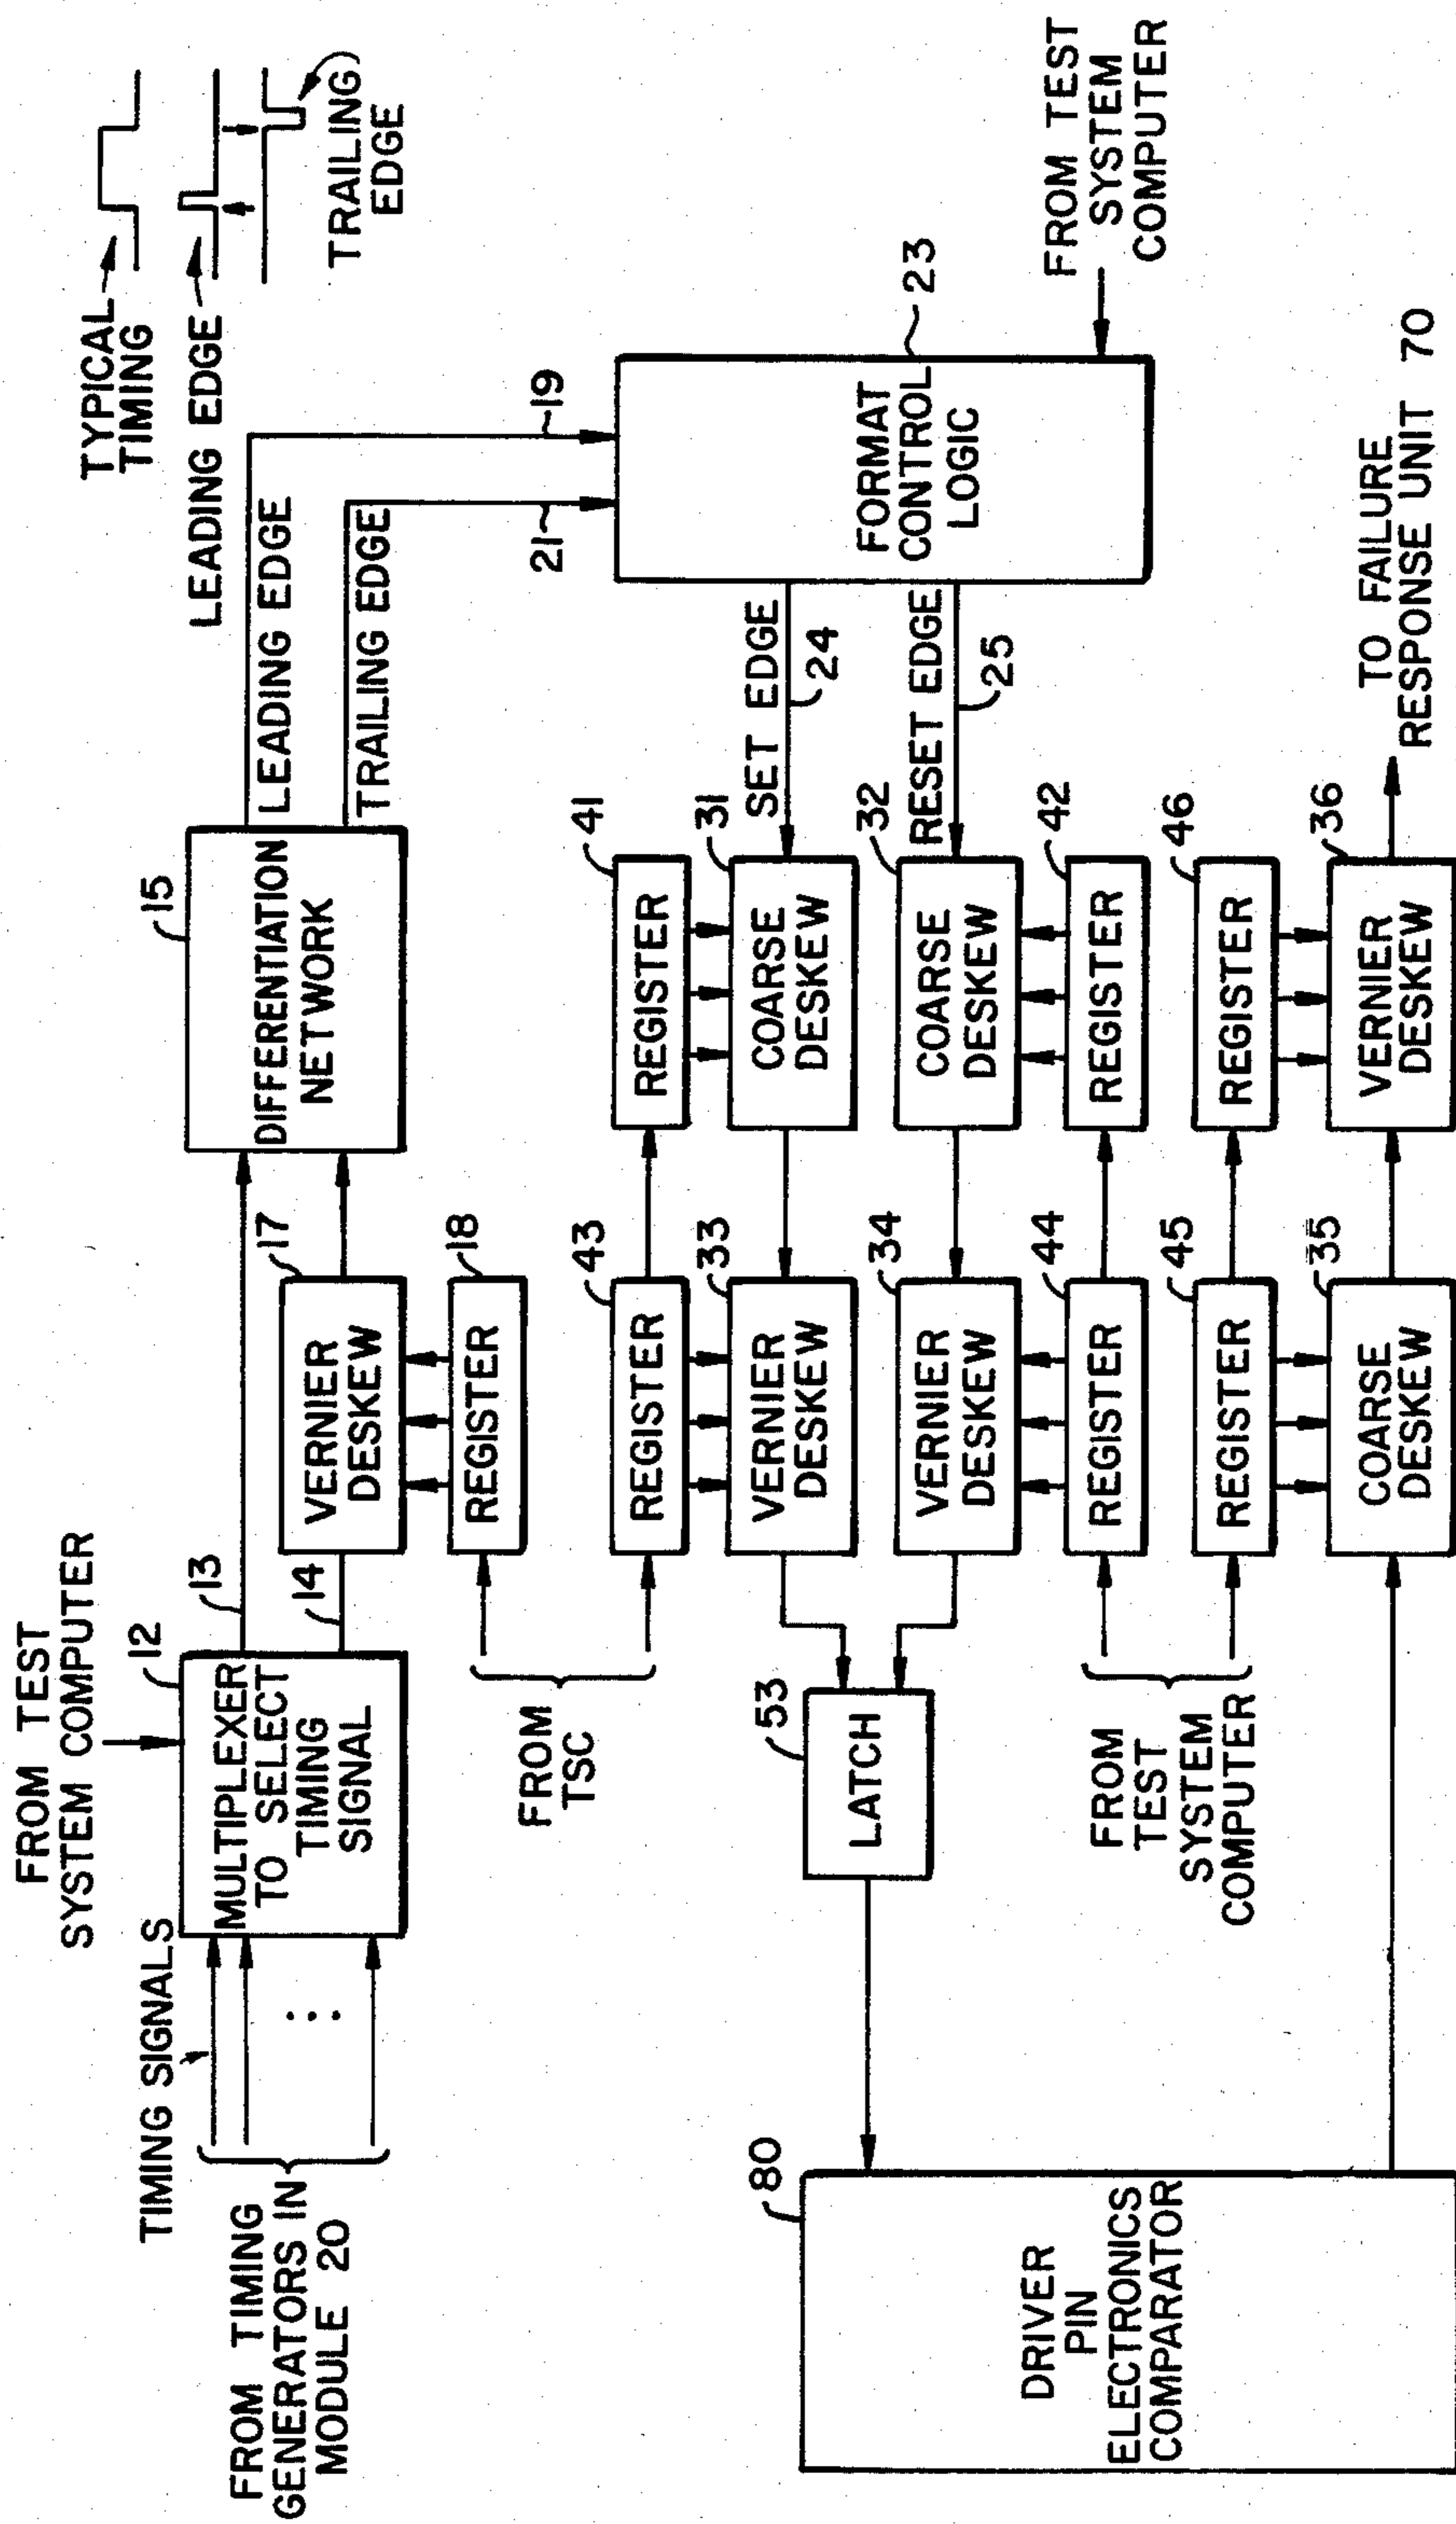 FROM TEST
SYSTEM COMPUTER
TIMING SIGNALS
FROM TIMING
GENERATORS IN
MODULE 20
12
MULTIPLEXER
TO SELECT
TIMING
SIGNAL
13
14
17
VERNIER
DESKEW
18
REGISTER
15
DIFFERENTIATION
NETWORK
LEADING EDGE
TRAILING EDGE
TYPICAL
TIMING
LEADING EDGE
TRAILING
EDGE
19
21
23
FORMAT
CONTROL
LOGIC
FROM TEST
SYSTEM
COMPUTER
FROM
TSC
43
REGISTER
41
REGISTER
33
VERNIER
DESKEW
31
COARSE
DESKEW
SET EDGE
24
34
VERNIER
DESKEW
32
COARSE
DESKEW
RESET EDGE
25
44
REGISTER
42
REGISTER
53
LATCH
FROM
TEST
SYSTEM
COMPUTER
45
REGISTER
46
REGISTER
35
COARSE
DESKEW
36
VERNIER
DESKEW
TO FAILURE
RESPONSE UNIT 70
80
DRIVER
PIN
ELECTRONICS
COMPARATOR